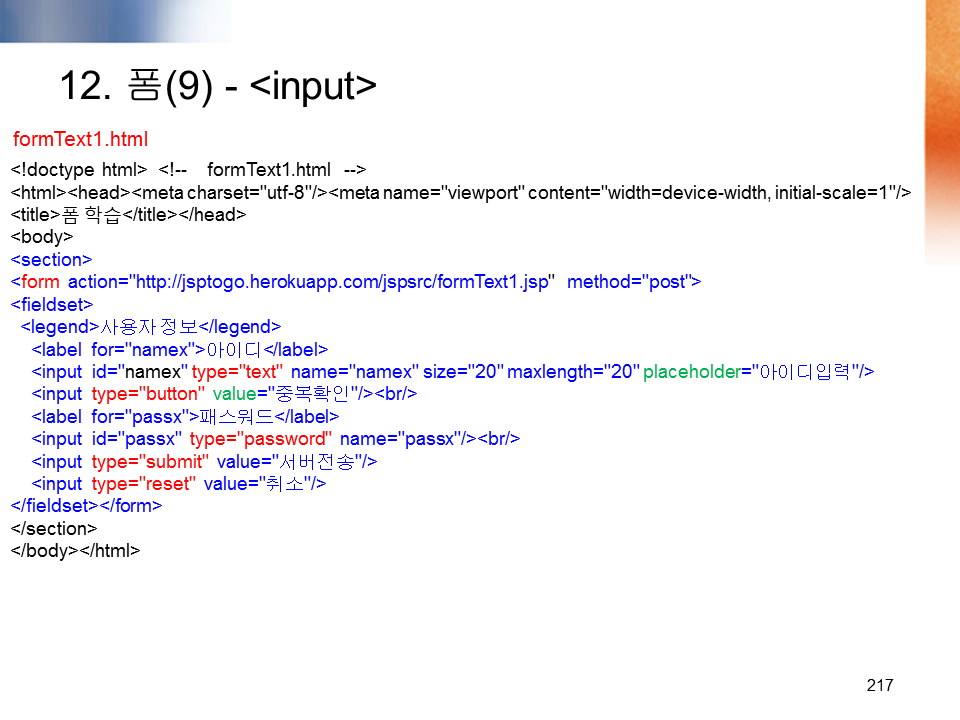 12. 폼(9) - <input>
formText1.html
<!doctype html> <!-- formText1.html -->
<html><head><meta charset="utf-8"/><meta name="viewport" content="width=device-width, initial-scale=1"/>
<title>폼 학습</title></head>
<body>
<section>
<form action="http://jsptogo.herokuapp.com/jspsrc/formText1.jsp" method="post">
<fieldset>
<legend>사용자 정보</legend>
<label for="namex">아이디</label>
<input id="namex" type="text" name="namex" size="20" maxlength="20" placeholder="아이디입력"/>
<input type="button" value="중복확인"/><br/>
<label for="passx">패스워드</label>
<input id="passx" type="password" name="passx"/><br/>
<input type="submit" value="서버전송"/>
<input type="reset" value="취소"/>
</fieldset></form>
</section>
</body></html>
217